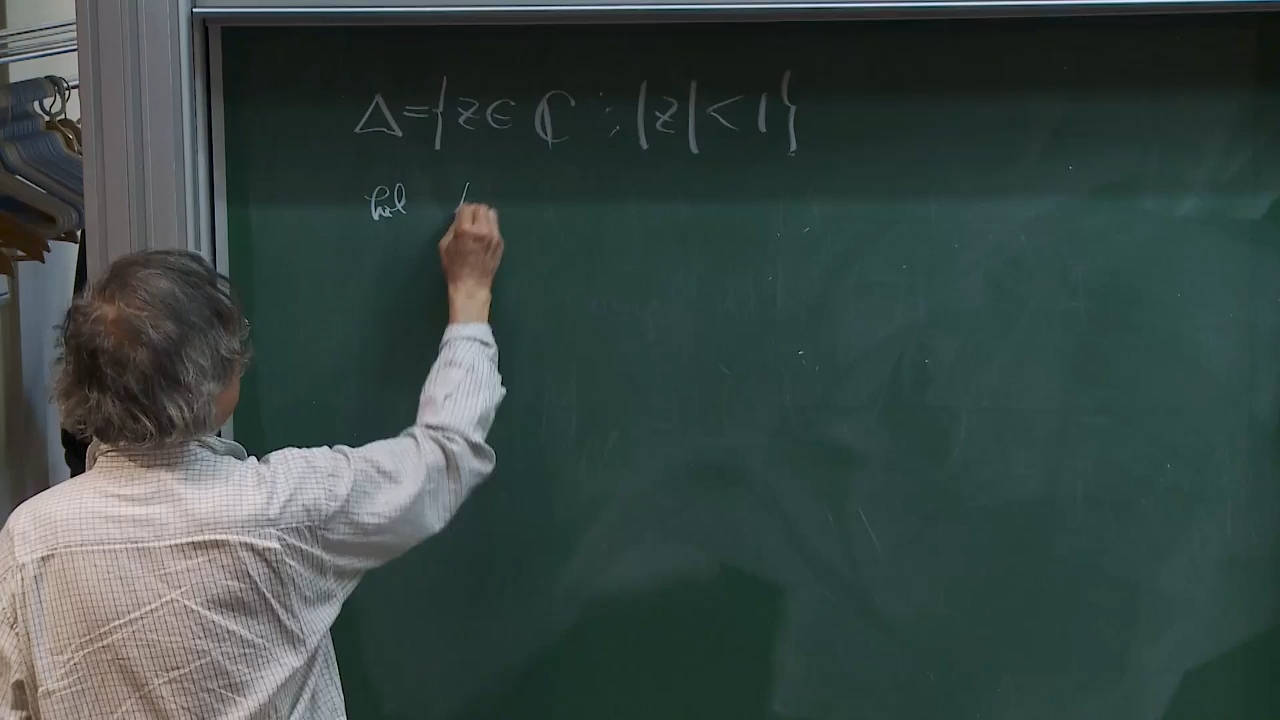 Δ={z∈ ℂ ; |z|<1}
hol